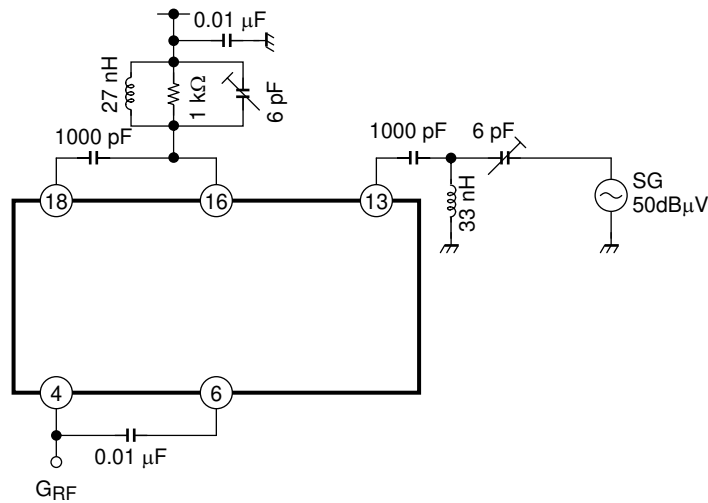 0.01 μF
27 nH
1 kΩ
6 pF
1000 pF
1000 pF
6 pF
18
16
13
33 nH
SG
50dBμV
4
6
0.01 μF
GRF